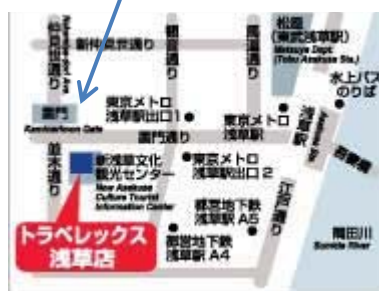 松屋
(東武浅草駅)
Matsuya Dept.
(Tobu Asakusa Sta.)
新仲見世通り
仲見世通り
観音通り
馬道通り
水上バス
のりば
雷門
Kaminarimon Gate
東京メトロ
浅草駅出口1
東京メトロ
浅草駅
雷門通り
吾妻橋
並木通り
新浅草文化
観光センター
New Asakusa
Culture Tourist
Information Center
東京メトロ
浅草駅出口2
江戸通り
都営地下鉄
浅草駅 A5
都営地下鉄
浅草駅 A4
隅田川
Sumida River
トラベレックス
浅草店